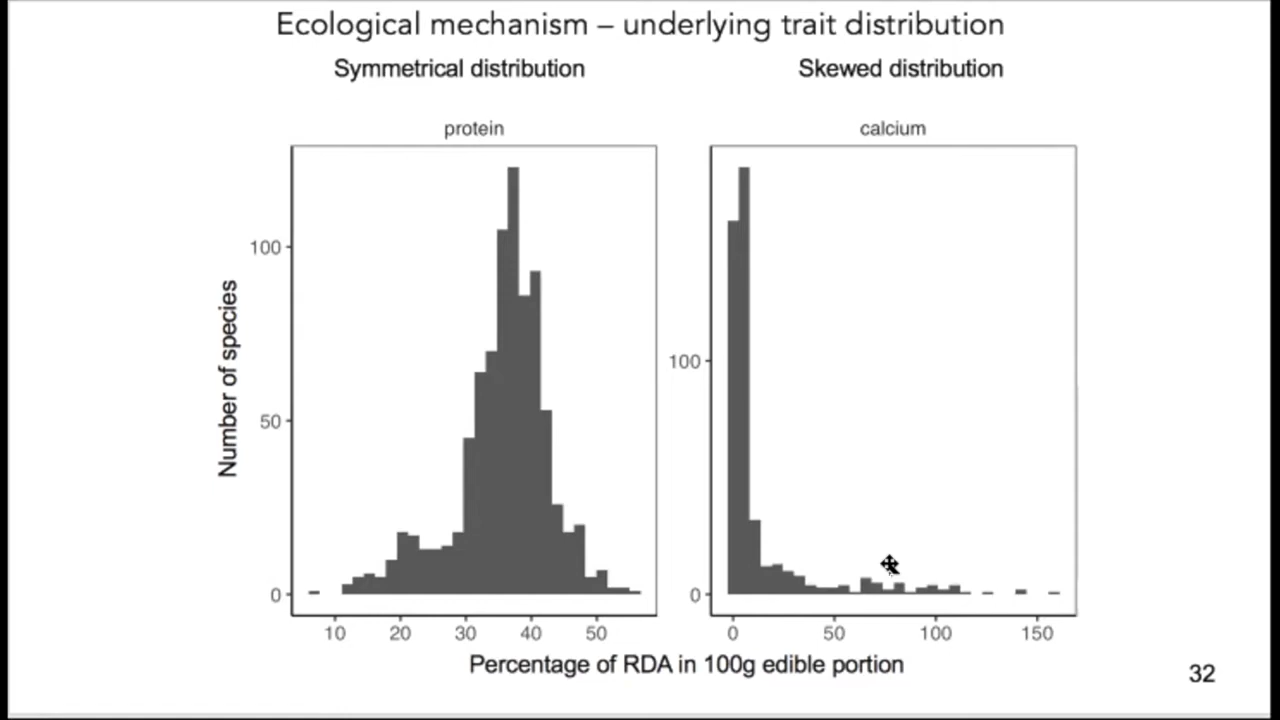 Ecological mechanism – underlying trait distribution
Symmetrical distribution
Skewed distribution
protein
calcium
Number of species
100
50
0
10 20 30 40 50
100
0
0 50 100 150
Percentage of RDA in 100g edible portion
32